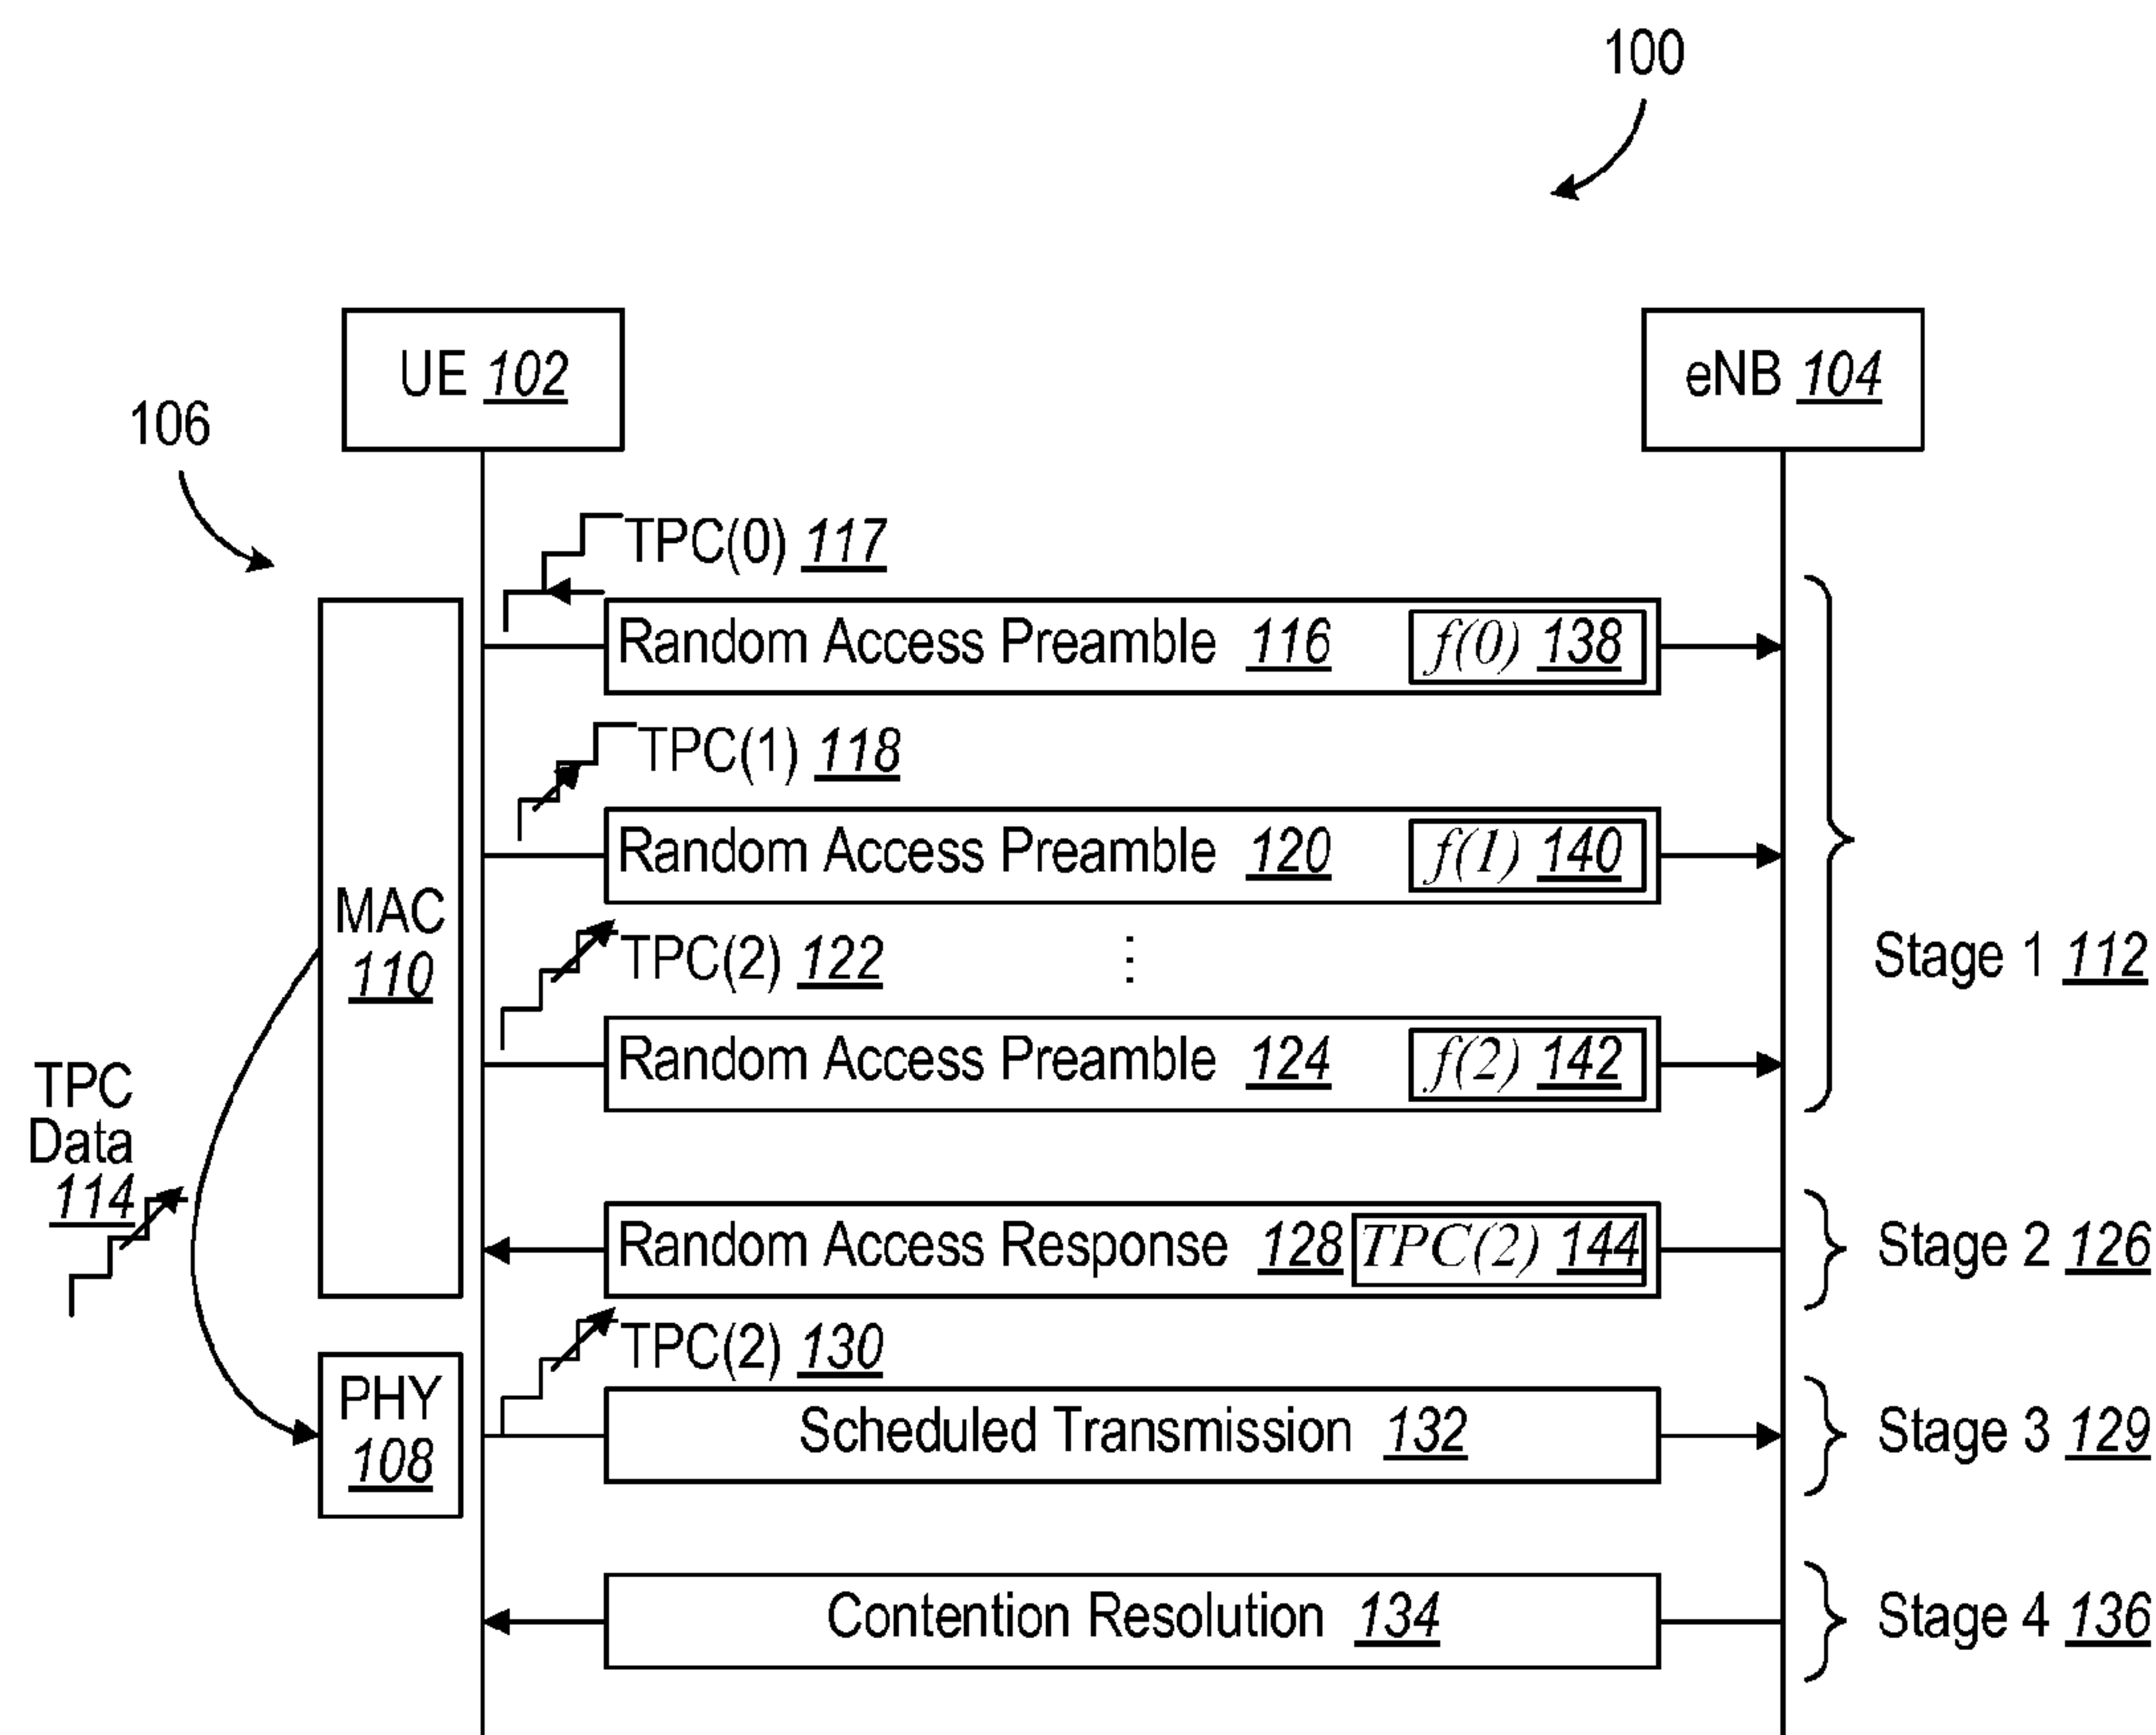 100
UE 102
eNB 104
106
TPC(0) 117
Random Access Preamble 116 f(0) 138
TPC(1) 118
Random Access Preamble 120 f(1) 140
MAC
110
TPC(2) 122
Stage 1 112
Random Access Preamble 124 f(2) 142
TPC
Data
114
Random Access Response 128 TPC(2) 144
Stage 2 126
TPC(2) 130
PHY
108
Scheduled Transmission 132
Stage 3 129
Contention Resolution 134
Stage 4 136